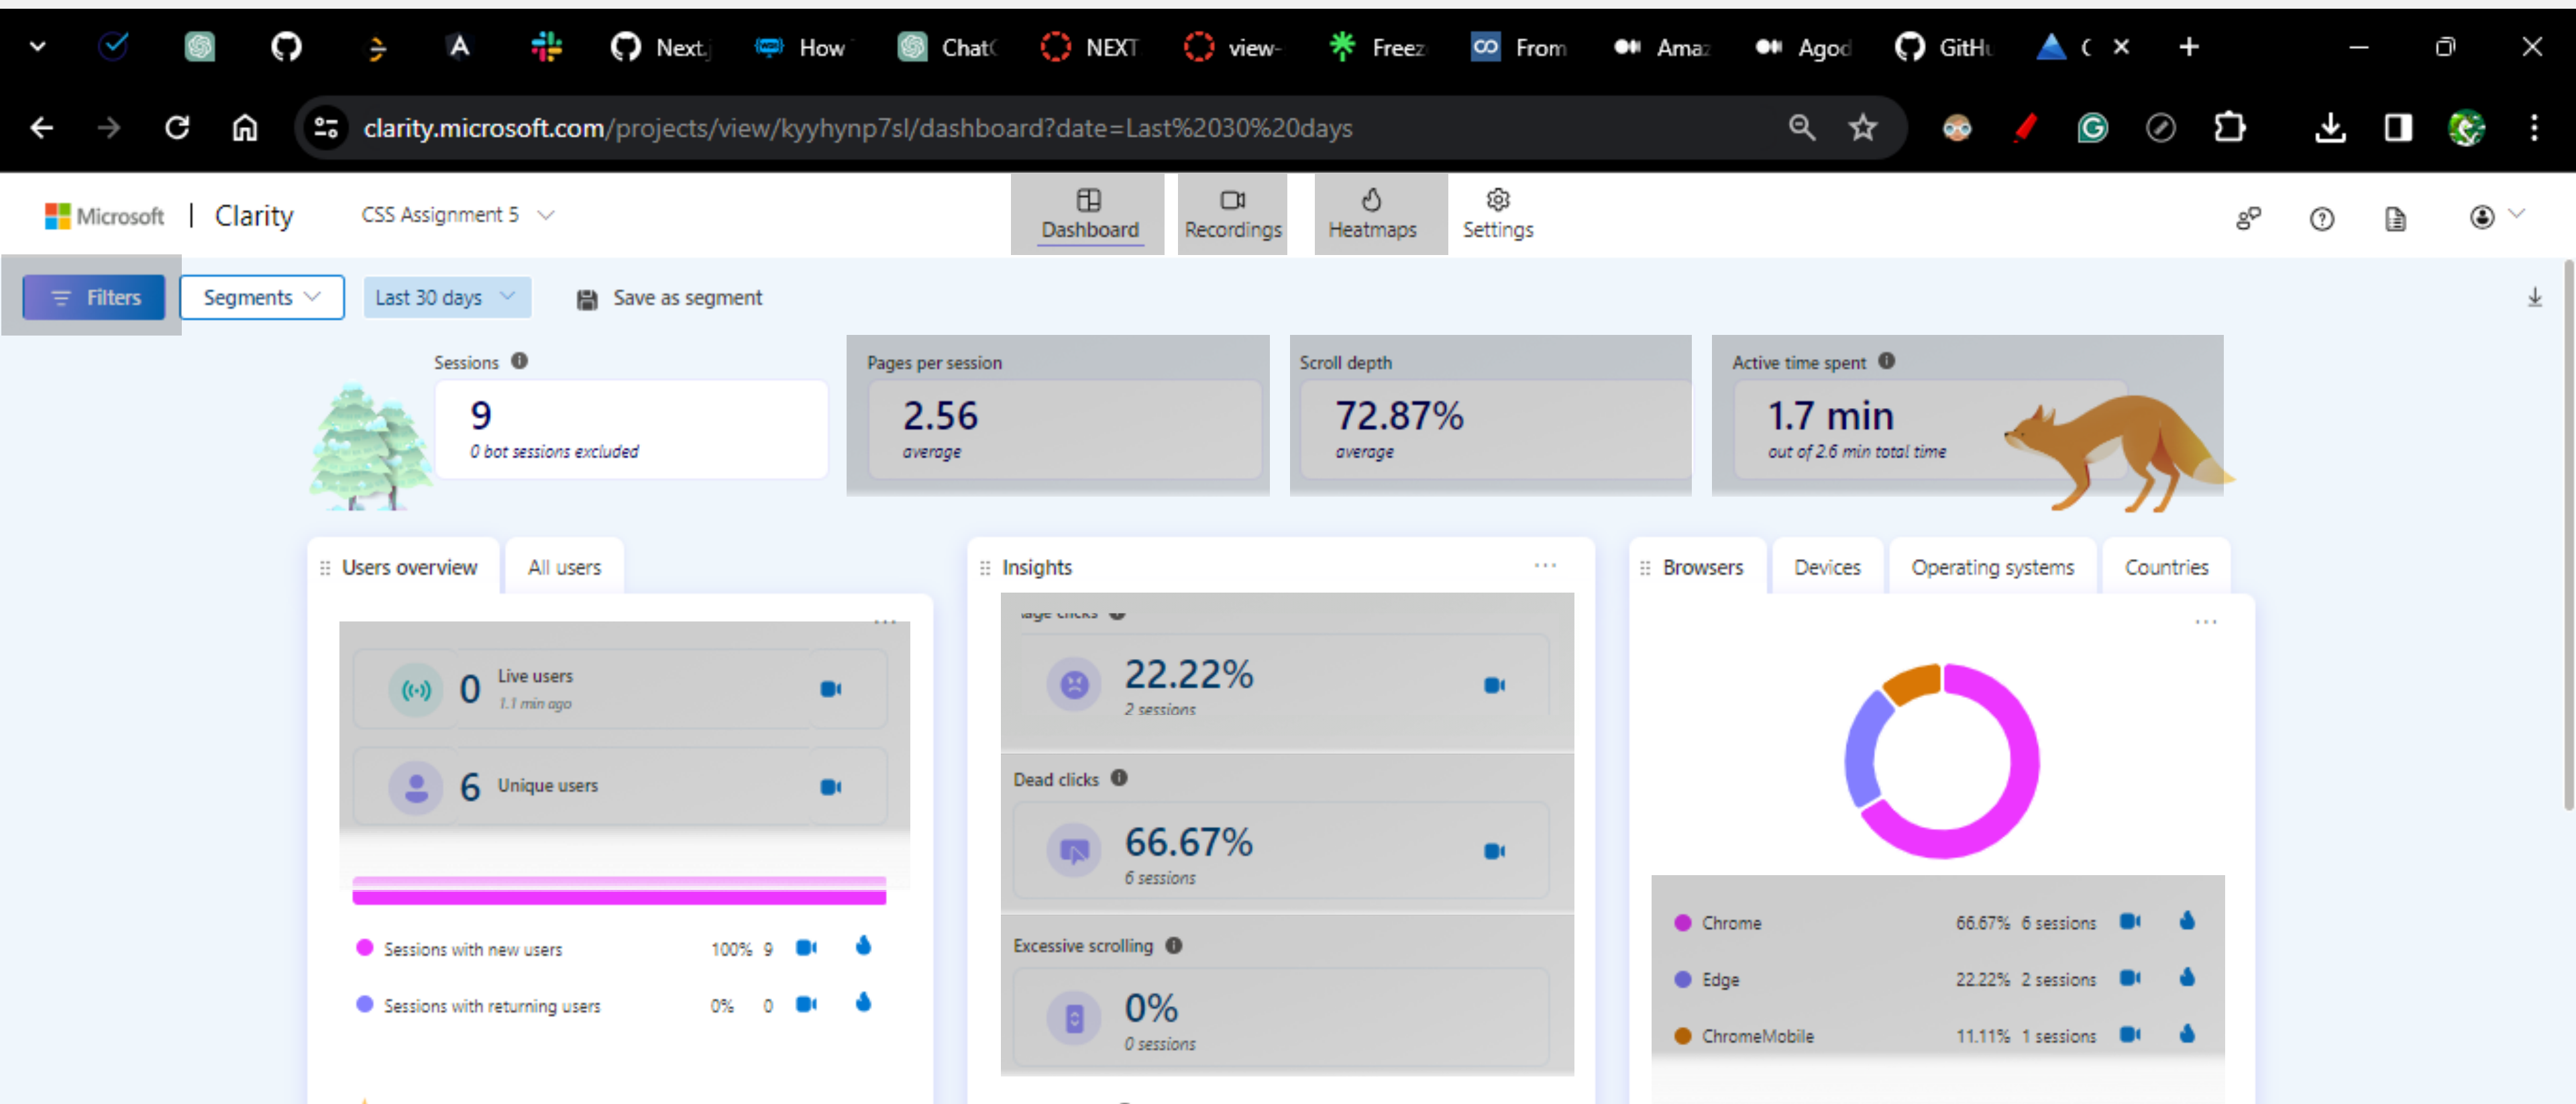 Next.j
How
ChatG
NEXT
view-
Freez
From
Amaz
Agod
GitHu
clarity.microsoft.com/projects/view/kyyhynp7sl/dashboard?date=Last%2030%20days
Microsoft | Clarity
CSS Assignment 5
Dashboard
Recordings
Heatmaps
Settings
Filters
Segments
Last 30 days
Save as segment
Sessions
9
0 bot sessions excluded
Pages per session
2.56
average
Scroll depth
72.87%
average
Active time spent
1.7 min
out of 2.6 min total time
Users overview
All users
0 Live users
1.1 min ago
6 Unique users
Sessions with new users 100% 9
Sessions with returning users 0% 0
Insights
clicks
22.22%
2 sessions
Dead clicks
66.67%
6 sessions
Excessive scrolling
0%
0 sessions
Browsers
Devices
Operating systems
Countries
Chrome 66.67% 6 sessions
Edge 22.22% 2 sessions
ChromeMobile 11.11% 1 sessions